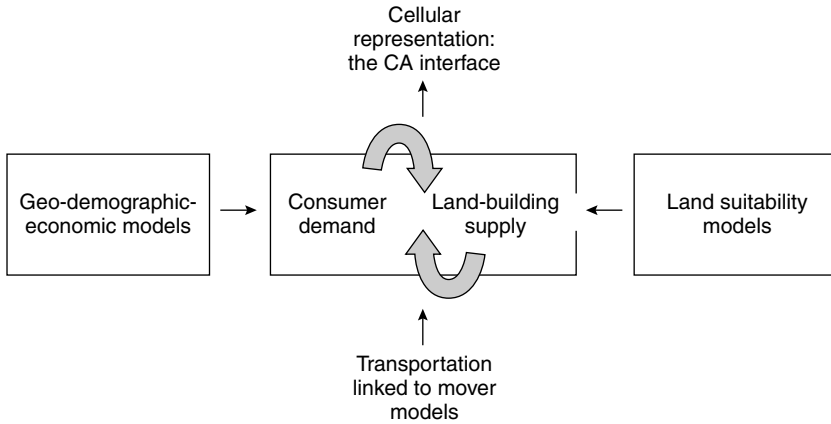 Cellular
representation:
the CA interface
Geo-demographic-
economic models
Consumer
demand
Land-building
supply
Land suitability
models
Transportation
linked to mover
models